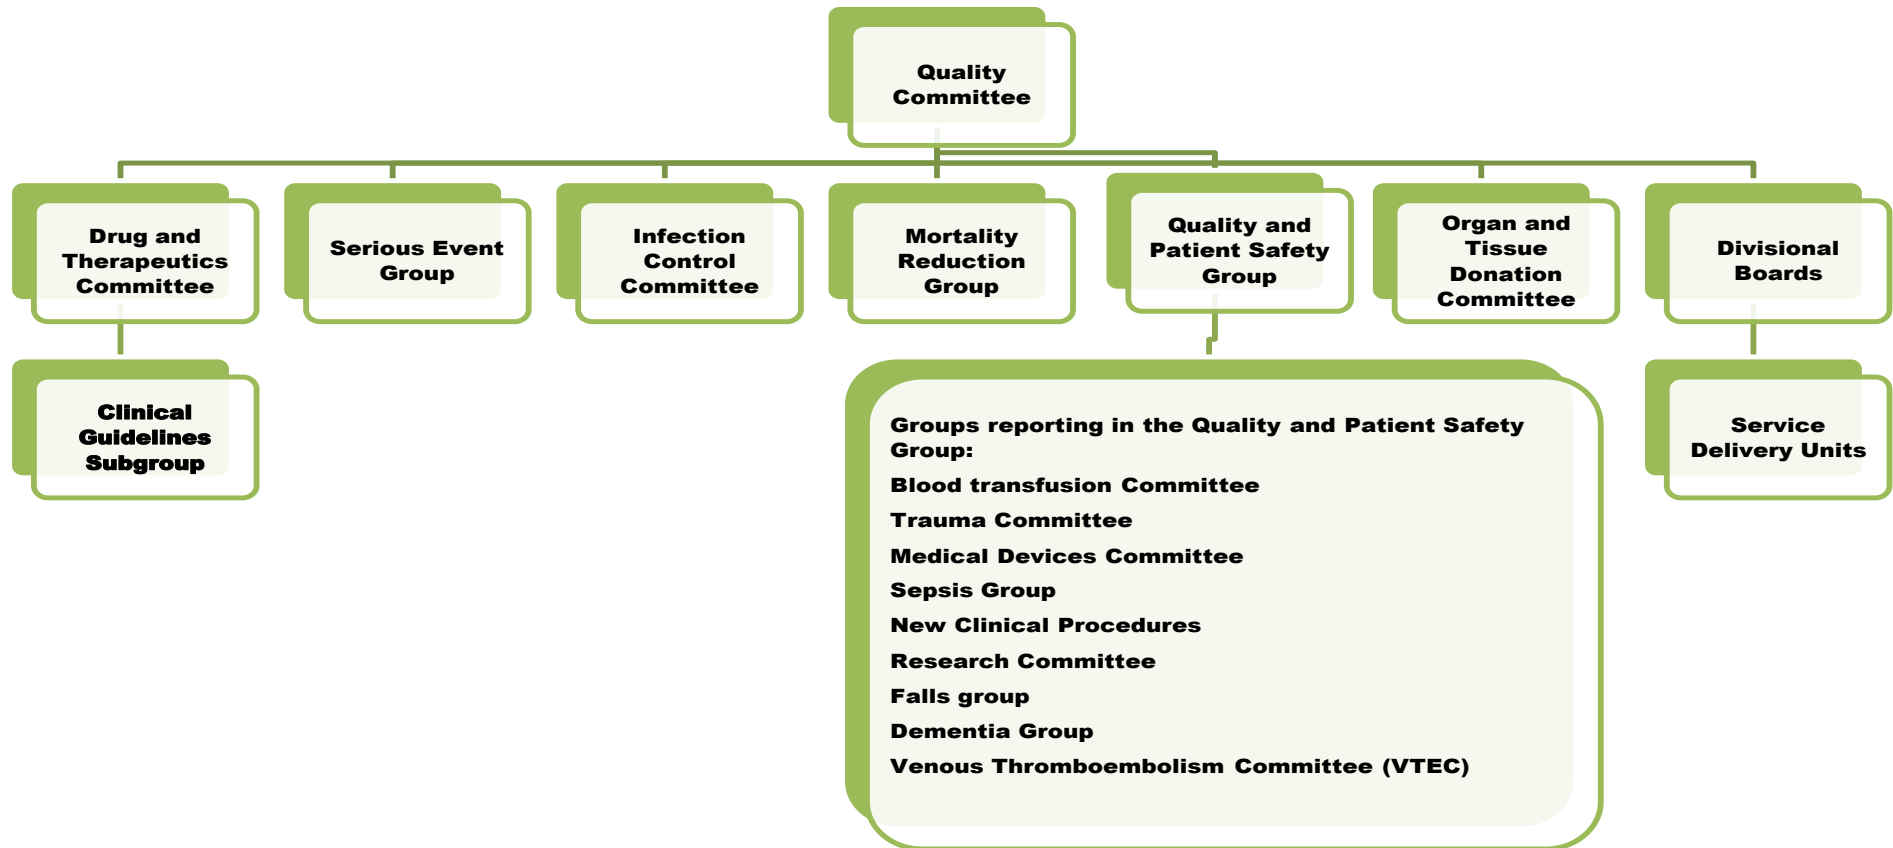 Quality
Committee
Drug and
Therapeutics
Committee
Serious Event
Group
Infection
Control
Committee
Mortality
Reduction
Group
Quality and
Patient Safety
Group
Organ and
Tissue
Donation
Committee
Divisional
Boards
Clinical
Guidelines
Subgroup
Groups reporting in the Quality and Patient Safety
Group:
Blood transfusion Committee
Trauma Committee
Medical Devices Committee
Sepsis Group
New Clinical Procedures
Research Committee
Falls group
Dementia Group
Venous Thromboembolism Committee (VTEC)
Service
Delivery Units